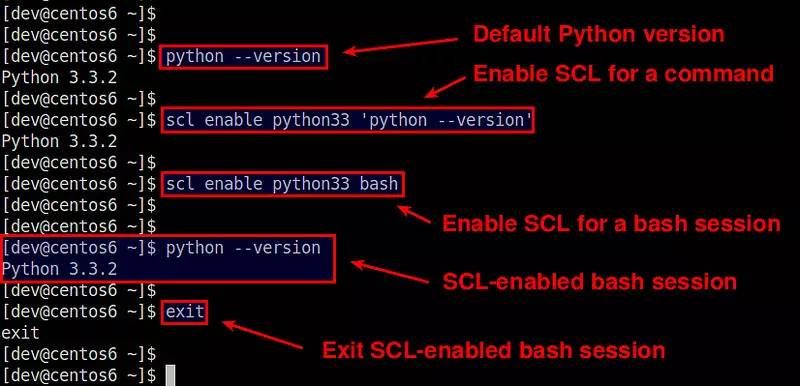 [dev@centos6 ~]$
[dev@centos6 ~]$
[dev@centos6 ~]$ python --version
Default Python version
Python 3.3.2
Enable SCL for a command
[dev@centos6 ~]$
[dev@centos6 ~]$ scl enable python33 'python --version'
Python 3.3.2
[dev@centos6 ~]$
[dev@centos6 ~]$ scl enable python33 bash
[dev@centos6 ~]$
[dev@centos6 ~]$
Enable SCL for a bash session
[dev@centos6 ~]$ python --version
Python 3.3.2
SCL-enabled bash session
[dev@centos6 ~]$
[dev@centos6 ~]$ exit
exit
Exit SCL-enabled bash session
[dev@centos6 ~]$
[dev@centos6 ~]$